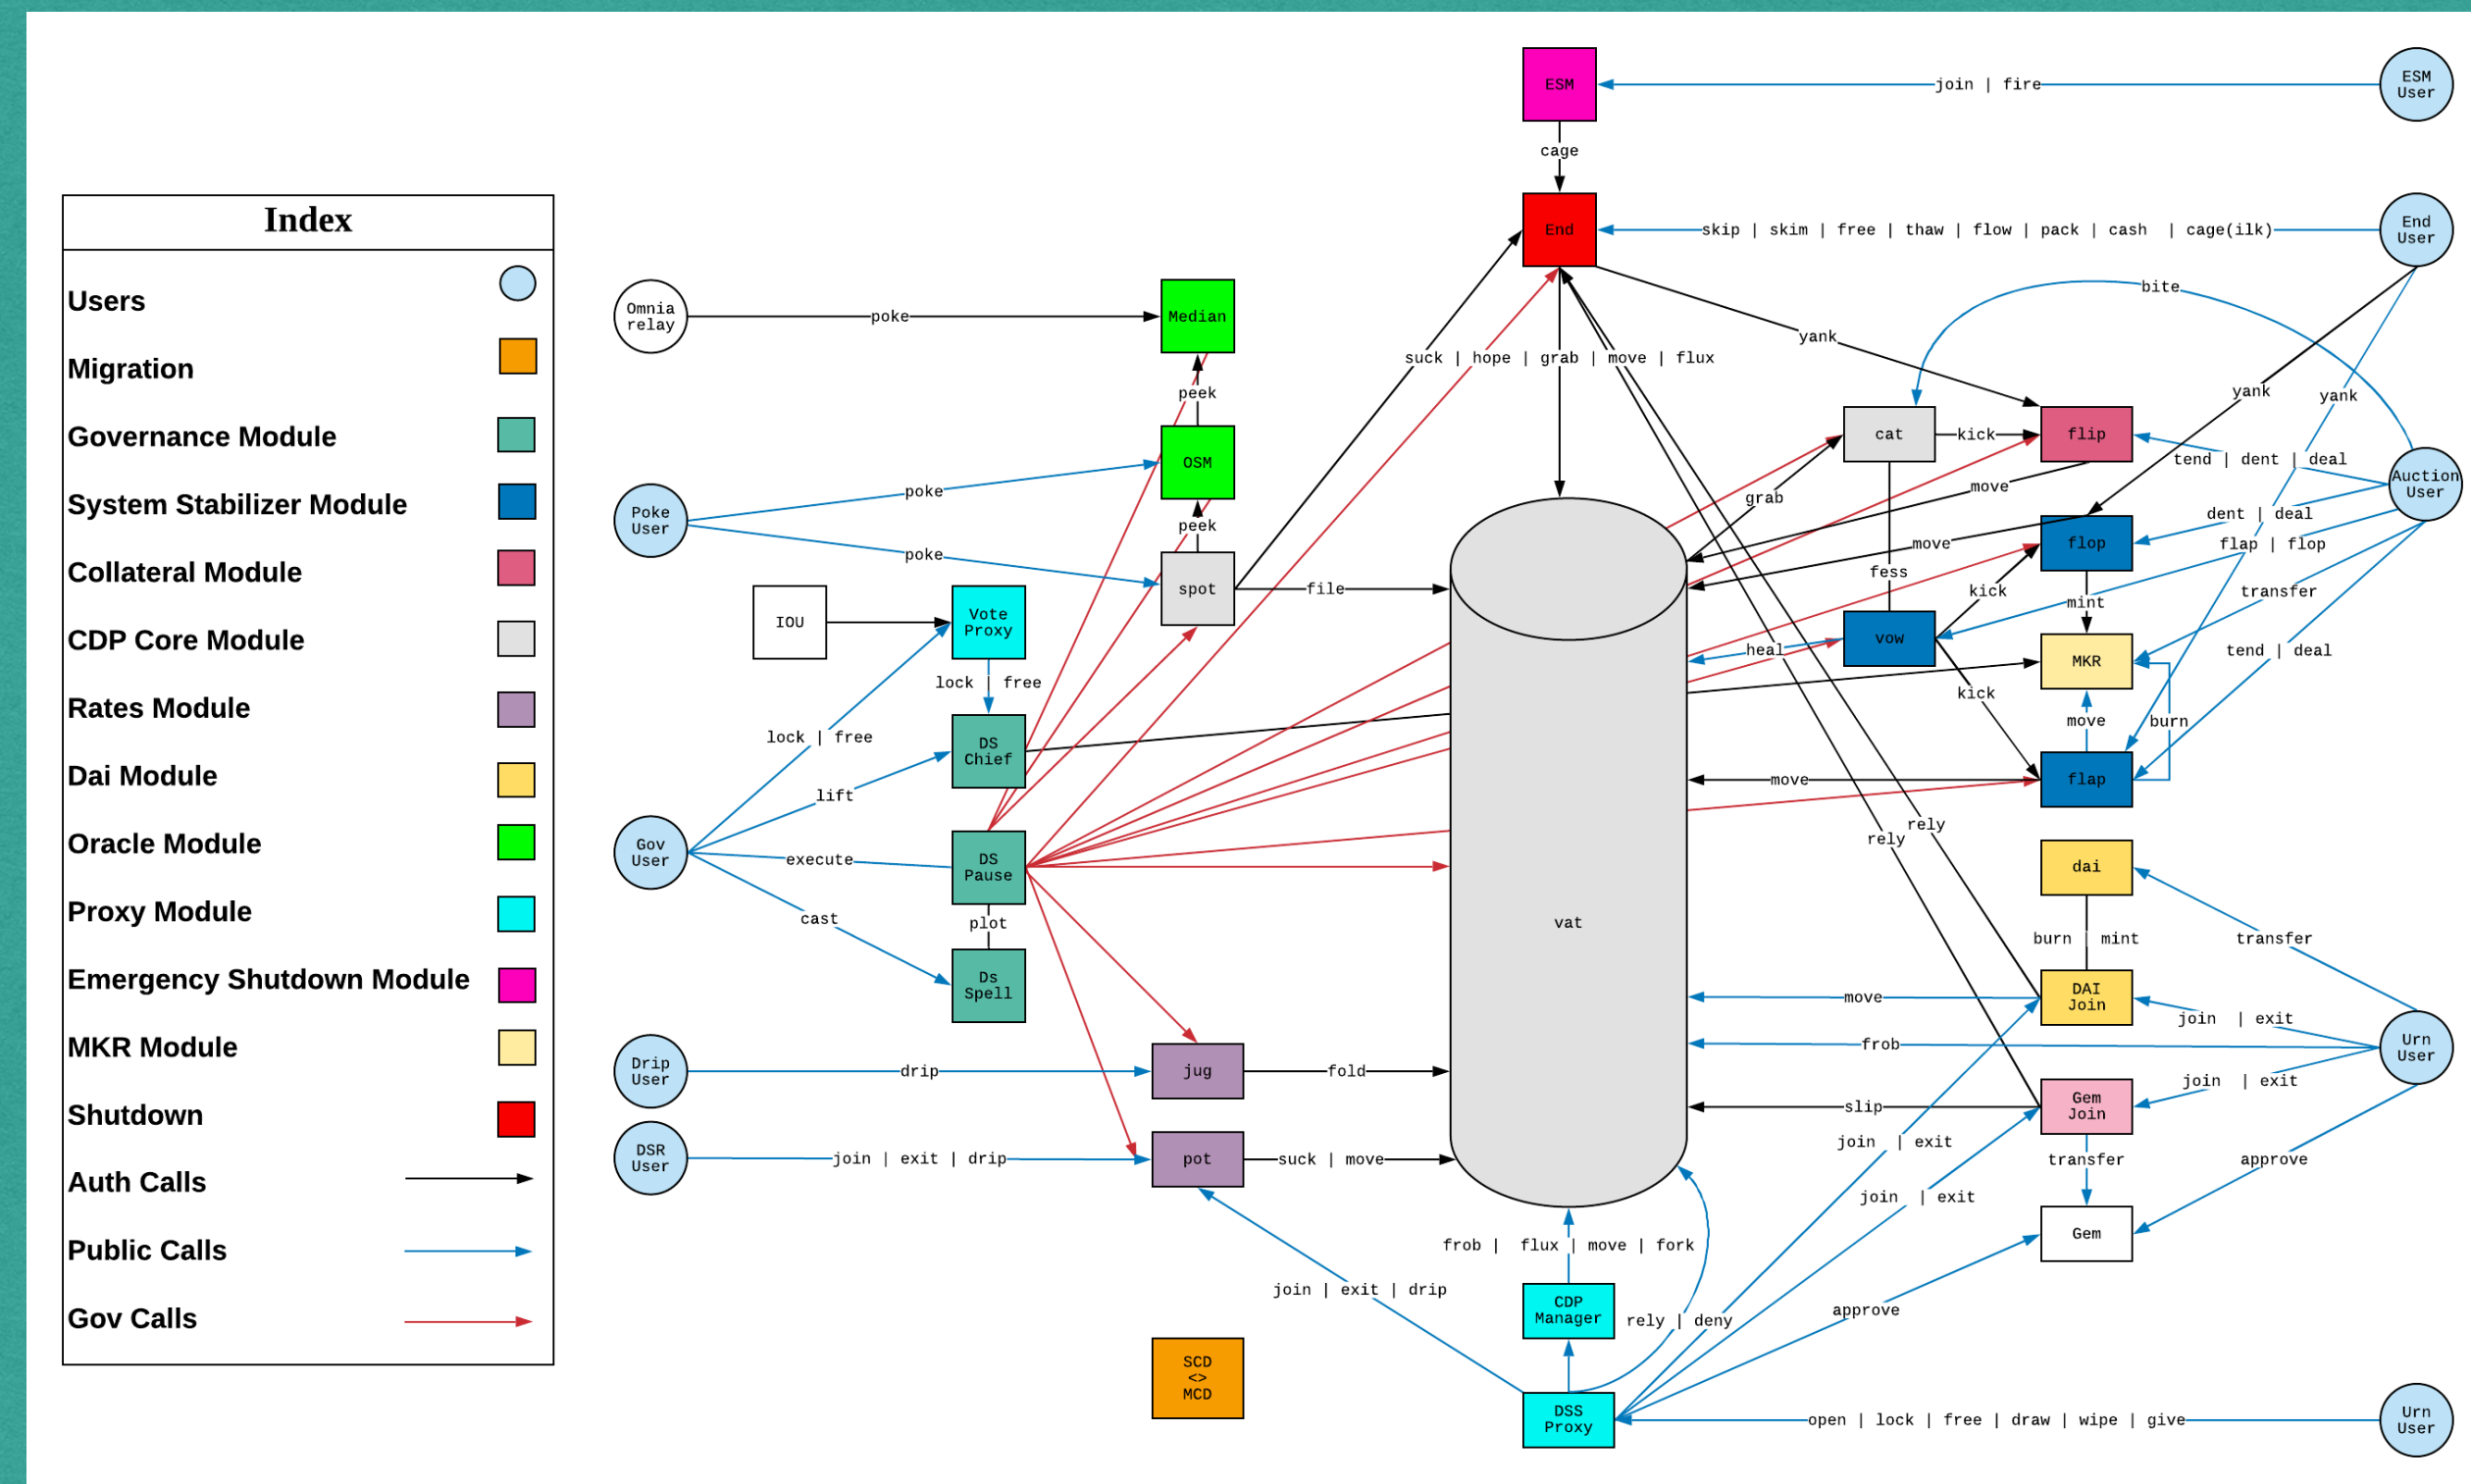 Index
Users
Migration
Governance Module
System Stabilizer Module
Collateral Module
CDP Core Module
Rates Module
Dai Module
Oracle Module
Proxy Module
Emergency Shutdown Module
MKR Module
Shutdown
Auth Calls
Public Calls
Gov Calls
ESM
join | fire
ESM
User
cage
End
skip | skim | free | thaw | flow | pack | cash | cage(ilk)
End
User
bite
Omnia
relay
poke
Median
yank
suck | hope | grab | move | flux
peek
yank
yank
cat
kick
flip
OSM
tend | dent | deal
Auction
User
poke
move
grab
Poke
User
peek
dent | deal
poke
move
flop
flap | flop
fess
spot
file
kick
transfer
mint
IOU
Vote
Proxy
vow
heal
MKR
tend | deal
lock | free
kick
move
burn
lock | free
DS
Chief
move
flap
lift
rely
rely
Gov
User
execute
DS
Pause
dai
cast
plot
vat
burn | mint
transfer
Ds
Spell
DAI
Join
move
join | exit
frob
Urn
User
Drip
User
drip
jug
fold
join | exit
slip
Gem
Join
join | exit
DSR
User
join | exit | drip
pot
suck | move
transfer
approve
join | exit
Gem
frob | flux | move | fork
join | exit | drip
CDP
Manager
rely | deny
approve
SCD
<>
MCD
DSS
Proxy
open | lock | free | draw | wipe | give
Urn
User